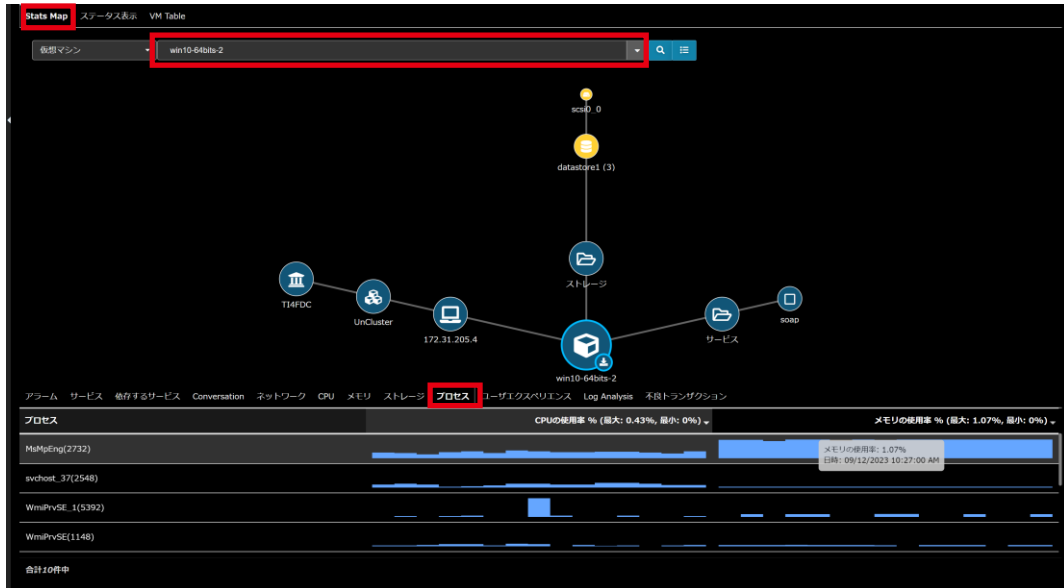 Stats Map ステータス表示 VM Table
仮想マシン win10-64bits-2
scsi0_0
datastore1 (3)
ストレージ
TI4FDC
UnCluster
172.31.205.4
サービス
soap
win10-64bits-2
アラーム サービス 依存するサービス Conversation ネットワーク CPU メモリ ストレージ プロセス ユーザエクスペリエンス Log Analysis 不良トランザクション
プロセス CPUの使用率 % (最大: 0.43%, 最小: 0%) メモリの使用率 % (最大: 1.07%, 最小: 0%)
MsMpEng(2732)
メモリの使用率: 1.07%
日時: 09/12/2023 10:27:00 AM
svchost_37(2548)
WmiPrvSE_1(5392)
WmiPrvSE(1148)
合計10件中